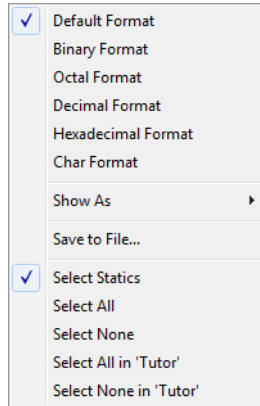 Default Format
Binary Format
Octal Format
Decimal Format
Hexadecimal Format
Char Format
Show As
Save to File...
Select Statics
Select All
Select None
Select All in 'Tutor'
Select None in 'Tutor'